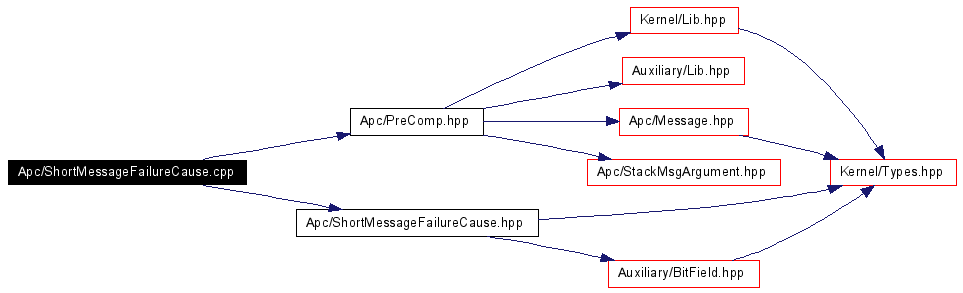 Kernel/Lib.hpp
Auxiliary/Lib.hpp
Apc/PreComp.hpp
Apc/Message.hpp
Apc/ShortMessageFailureCause.cpp
Apc/StackMsgArgument.hpp
Kernel/Types.hpp
Apc/ShortMessageFailureCause.hpp
Auxiliary/BitField.hpp